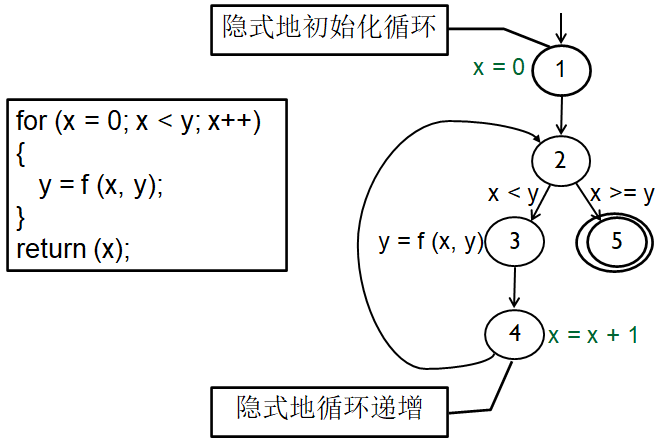 隐式地初始化循环
x = 0
1
for (x = 0; x < y; x++)
{
y = f (x, y);
}
return (x);
2
x < y
x >= y
y = f (x, y)
3
5
4
x = x + 1
隐式地循环递增